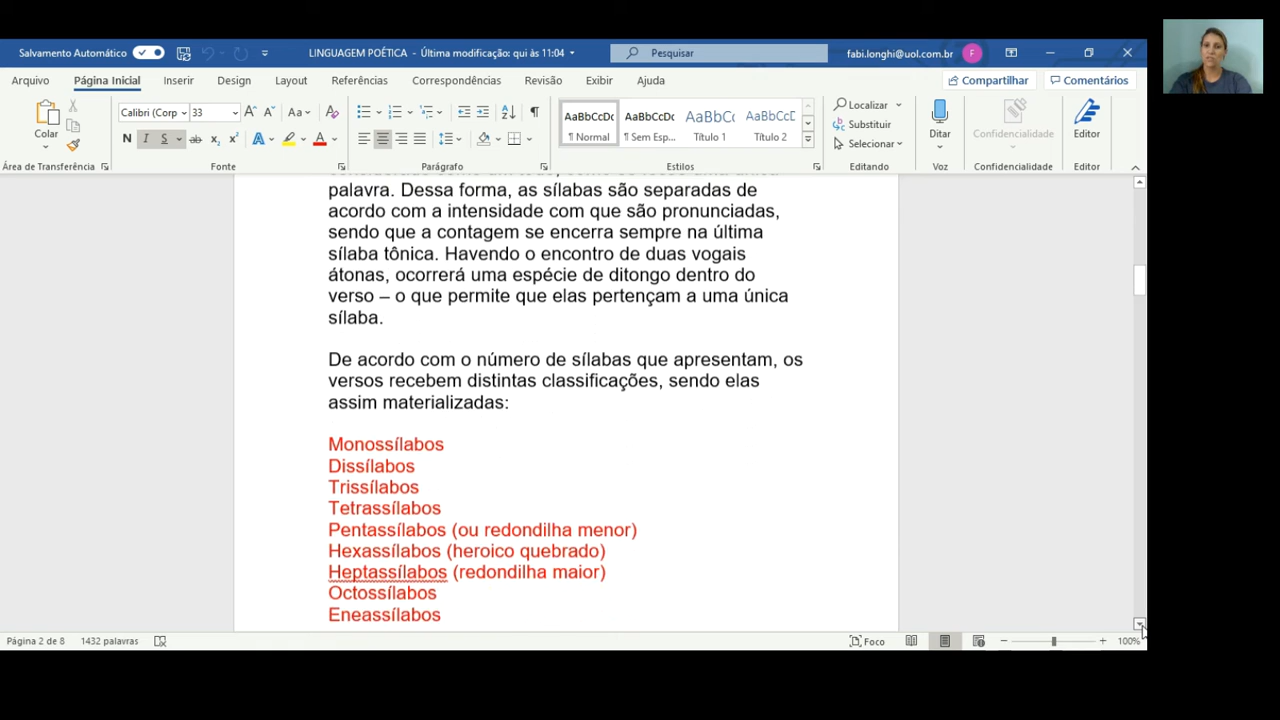 Salvamento Automático
LINGUAGEM POÉTICA - Última modificação: qui às 11:04
Pesquisar
fabi.longhi@uol.com.br
F
Arquivo Página Inicial Inserir Design Layout Referências Correspondências Revisão Exibir Ajuda
Compartilhar Comentários
Calibri (Corp 33
Colar
Área de Transferência
Fonte
Parágrafo
AaBbCcDc AaBbCcDc AaBbCc AaBbCcD
¶ Normal ¶ Sem Esp... Título 1 Título 2
Estilos
Localizar
Substituir
Selecionar
Editando
Ditar
Voz
Confidencialidade
Confidencialidade
Editor
Editor
palavra. Dessa forma, as sílabas são separadas de
acordo com a intensidade com que são pronunciadas,
sendo que a contagem se encerra sempre na última
sílaba tônica. Havendo o encontro de duas vogais
átonas, ocorrerá uma espécie de ditongo dentro do
verso – o que permite que elas pertençam a uma única
sílaba.
De acordo com o número de sílabas que apresentam, os
versos recebem distintas classificações, sendo elas
assim materializadas:
Monossílabos
Dissílabos
Trissílabos
Tetrassílabos
Pentassílabos (ou redondilha menor)
Hexassílabos (heroico quebrado)
Heptassílabos (redondilha maior)
Octossílabos
Eneassílabos
Página 2 de 8 1432 palavras
Foco
100%